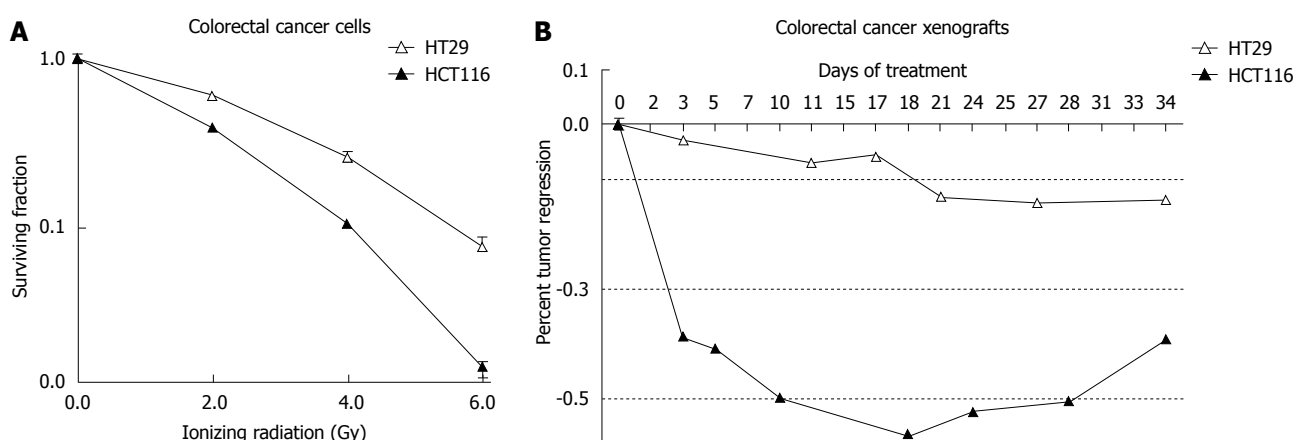 A
Colorectal cancer cells
HT29
HCT116
1.0
0.1
0.0
Surviving fraction
0.0 2.0 4.0 6.0
Ionizing radiation (Gy)
B
Colorectal cancer xenografts
HT29
HCT116
Days of treatment
0.1
0 2 3 5 7 10 11 15 17 18 21 24 25 27 28 31 33 34
0.0
-0.3
-0.5
Percent tumor regression